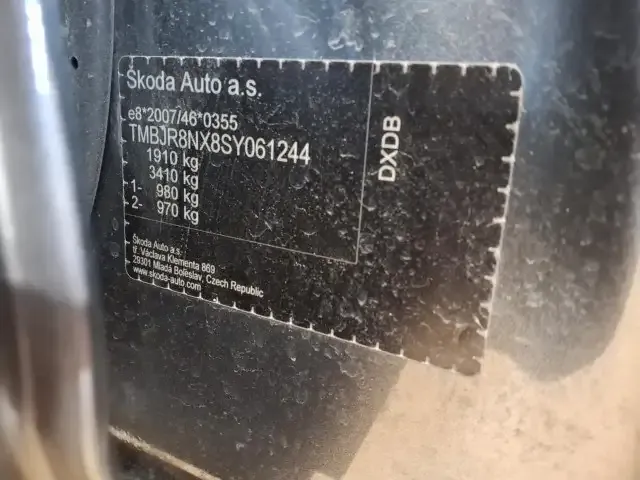 Škoda Auto a.s.
e8*2007/46*0355
TMBJR8NX8SY061244
1910 kg
3410 kg
1- 980 kg
2- 970 kg
DXDB
Škoda Auto a.s.
tř. Václava Klementa 869
29301 Mladá Boleslav, Czech Republic
www.skoda-auto.com